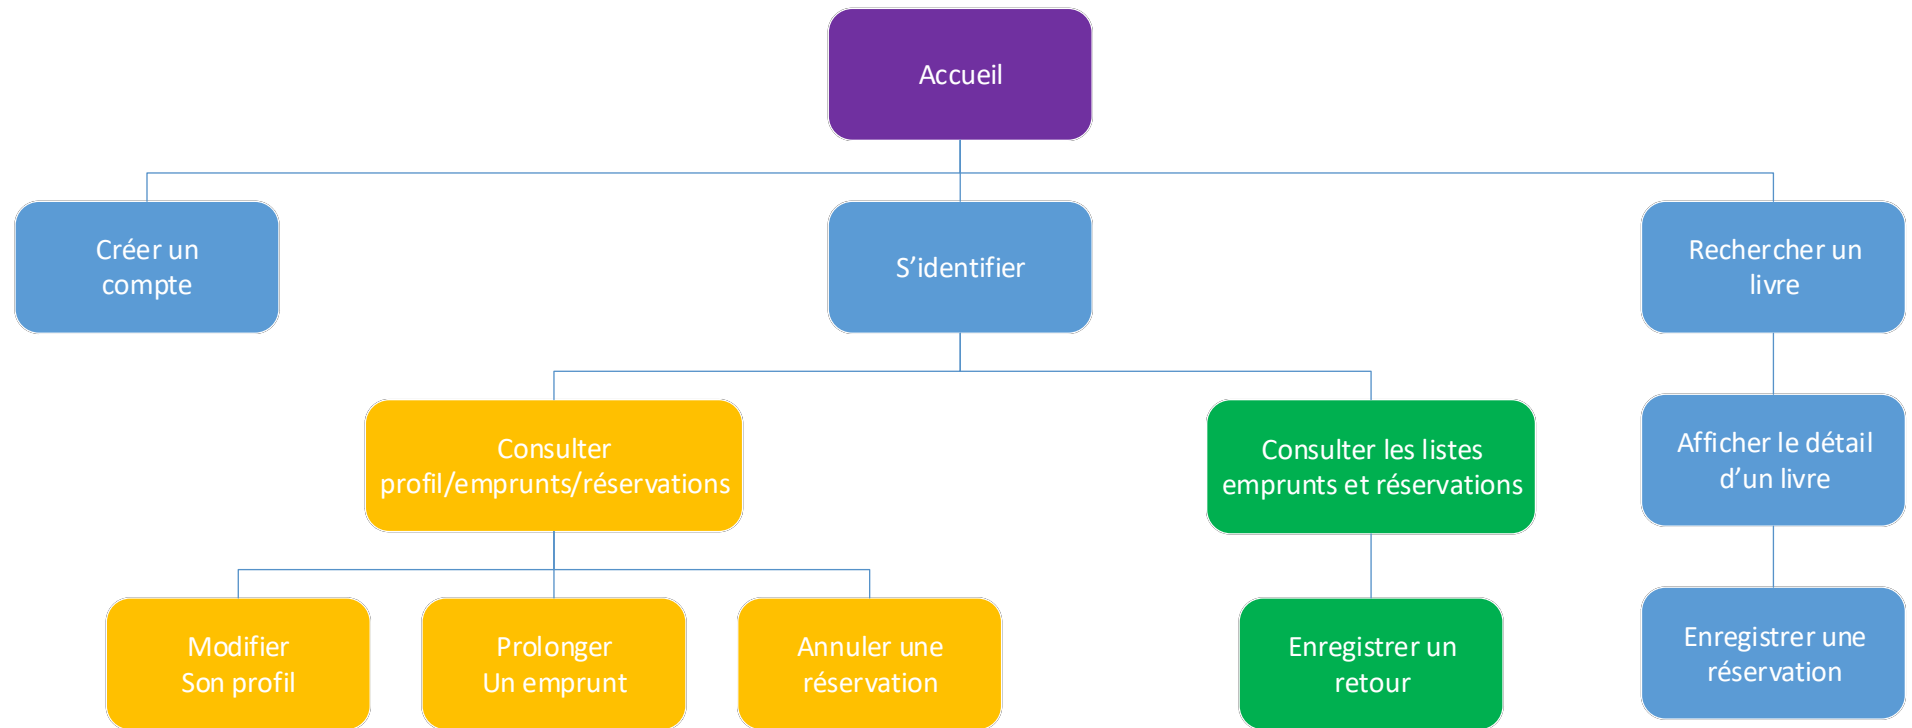 Accueil
Créer un
compte
S’identifier
Rechercher un
livre
Consulter
profil/emprunts/réservations
Consulter les listes
emprunts et réservations
Afficher le détail
d’un livre
Modifier
Son profil
Prolonger
Un emprunt
Annuler une
réservation
Enregistrer un
retour
Enregistrer une
réservation